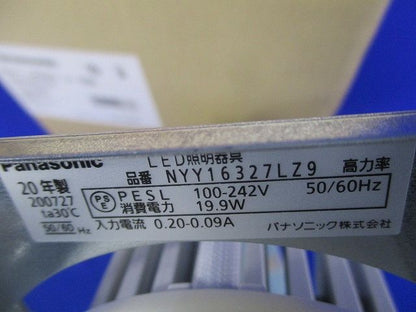 Panasonic LED照明器具
品番 NYY16327LZ9 高力率
20年製
200727
ta30℃
50/60 Hz
PSE PESL 100-242V 50/60Hz
消費電力 19.9W
入力電流 0.20-0.09A
パナソニック株式会社